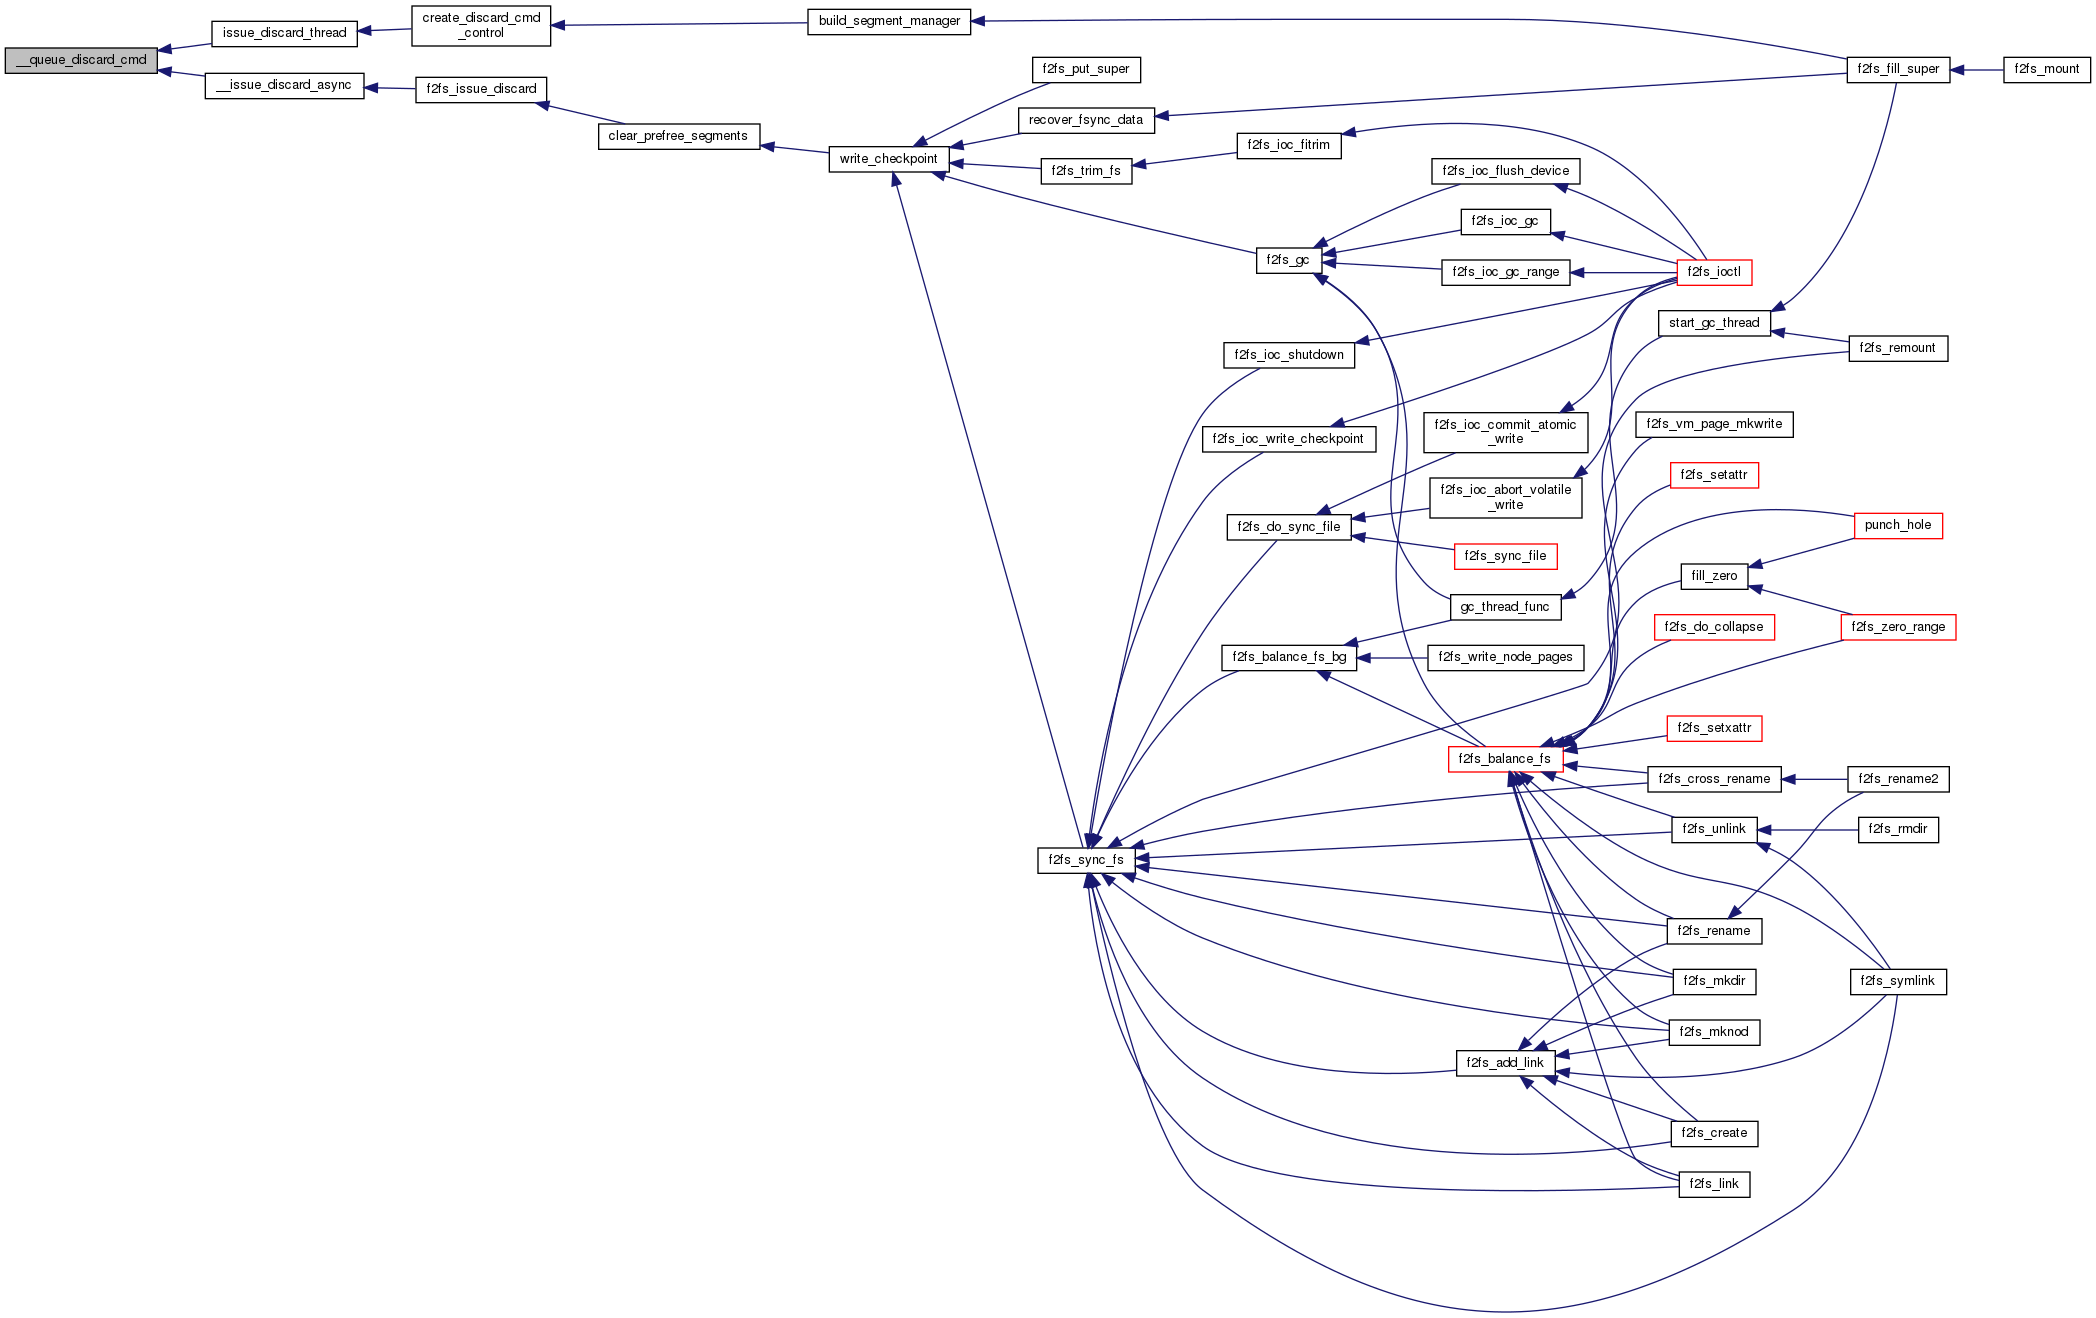 __queue_discard_cmd
issue_discard_thread
__issue_discard_async
create_discard_cmd
_control
f2fs_issue_discard
clear_prefree_segments
build_segment_manager
write_checkpoint
f2fs_put_super
recover_fsync_data
f2fs_trim_fs
f2fs_sync_fs
f2fs_ioc_fitrim
f2fs_gc
f2fs_ioc_shutdown
f2fs_ioc_write_checkpoint
f2fs_do_sync_file
f2fs_balance_fs_bg
f2fs_ioc_flush_device
f2fs_ioc_gc
f2fs_ioc_gc_range
f2fs_ioc_commit_atomic
_write
f2fs_ioc_abort_volatile
_write
f2fs_sync_file
gc_thread_func
f2fs_write_node_pages
f2fs_balance_fs
f2fs_add_link
f2fs_ioctl
start_gc_thread
f2fs_vm_page_mkwrite
f2fs_setattr
fill_zero
f2fs_do_collapse
f2fs_setxattr
f2fs_cross_rename
f2fs_unlink
f2fs_rename
f2fs_mkdir
f2fs_mknod
f2fs_create
f2fs_link
f2fs_fill_super
f2fs_remount
punch_hole
f2fs_zero_range
f2fs_rename2
f2fs_rmdir
f2fs_symlink
f2fs_mount